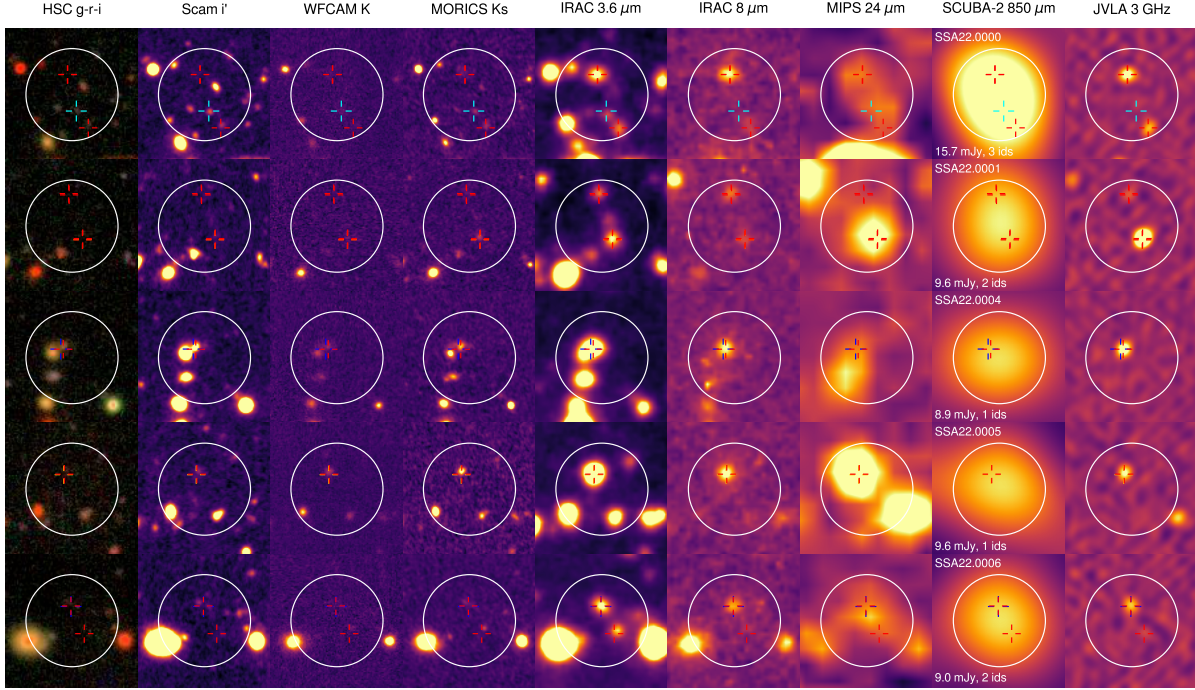 HSC g-r-i Scam i' WFCAM K MORICS Ks IRAC 3.6 μm IRAC 8 μm MIPS 24 μm SCUBA-2 850 μm JVLA 3 GHz
SSA22.0000
15.7 mJy, 3 ids
SSA22.0001
9.6 mJy, 2 ids
SSA22.0004
8.9 mJy, 1 ids
SSA22.0005
9.6 mJy, 1 ids
SSA22.0006
9.0 mJy, 2 ids